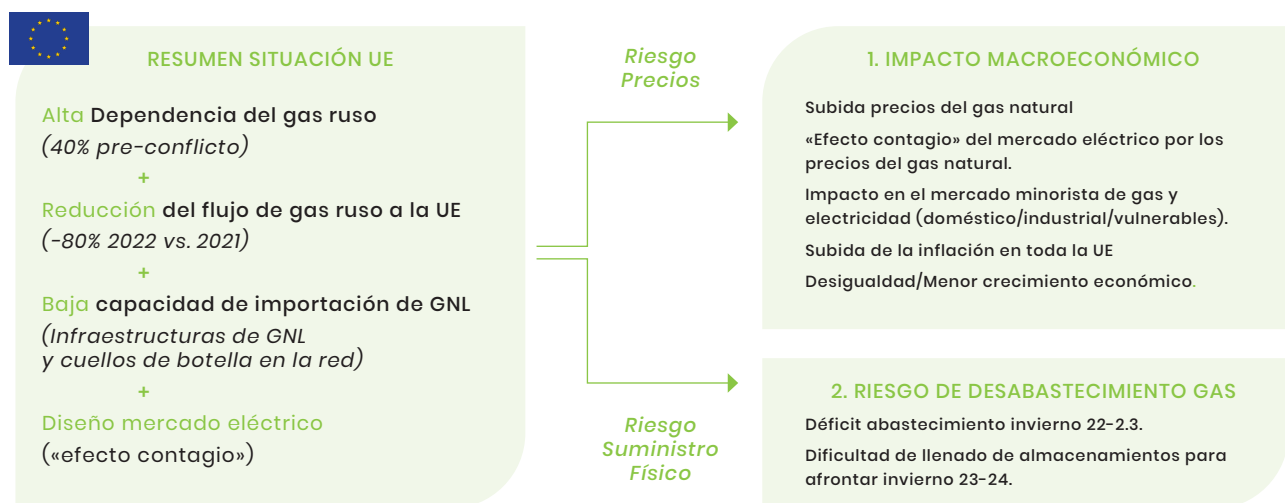 RESUMEN SITUACIÓN UE
Alta Dependencia del gas ruso
(40% pre-conflicto)
+
Reducción del flujo de gas ruso a la UE
(-80% 2022 vs. 2021)
+
Baja capacidad de importación de GNL
(Infraestructuras de GNL
y cuellos de botella en la red)
+
Diseño mercado eléctrico
(«efecto contagio»)
Riesgo
Precios
Riesgo
Suministro
Físico
1. IMPACTO MACROECONÓMICO
Subida precios del gas natural
«Efecto contagio» del mercado eléctrico por los
precios del gas natural.
Impacto en el mercado minorista de gas y
electricidad (doméstico/industrial/vulnerables).
Subida de la inflación en toda la UE
Desigualdad/Menor crecimiento económico.
2. RIESGO DE DESABASTECIMIENTO GAS
Déficit abastecimiento invierno 22-2.3.
Dificultad de llenado de almacenamientos para
afrontar invierno 23-24.